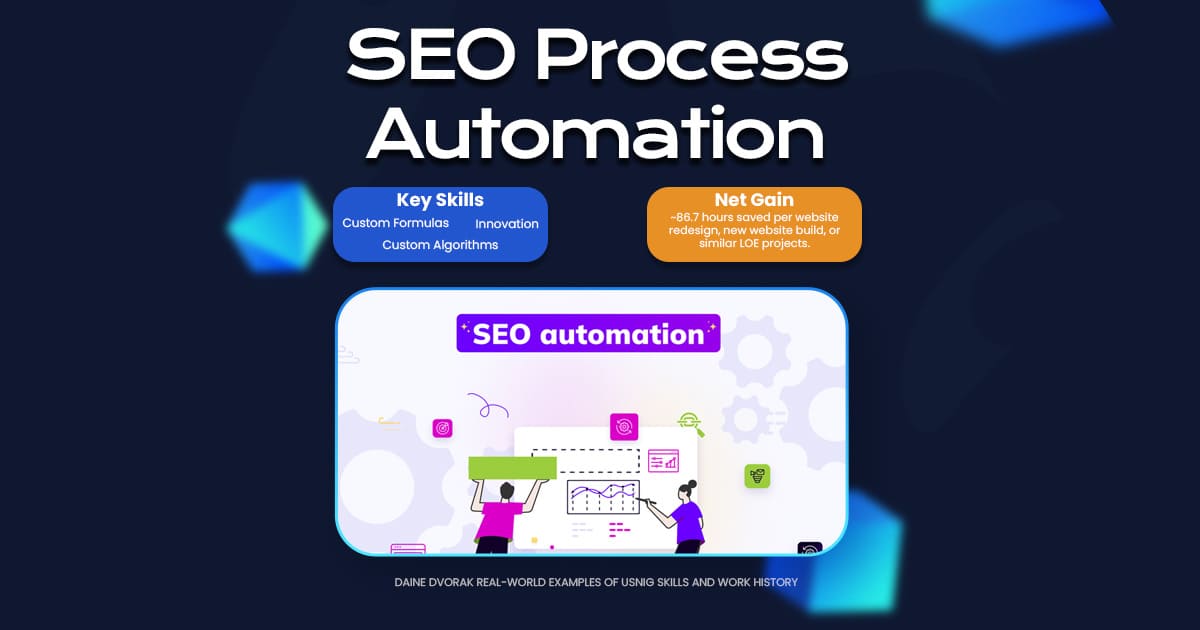 SEO Process
Automation
Key Skills
Custom Formulas Innovation
Custom Algorithms
Net Gain
~86.7 hours saved per website
redesign, new website build, or
similar LOE projects.
SEO automation
DAINE DVORAK REAL-WORLD EXAMPLES OF USNIG SKILLS AND WORK HISTORY